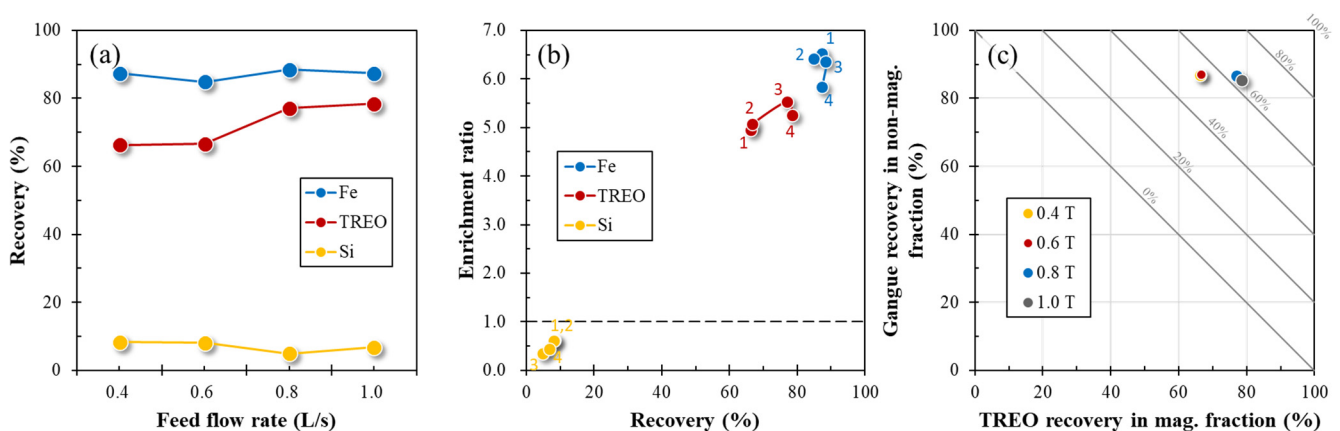 (a)
Recovery (%)
100
80
60
40
20
0
Fe
TREO
Si
0.4 0.6 0.8 1.0
Feed flow rate (L/s)
(b)
Enrichment ratio
7.0
6.0
5.0
4.0
3.0
2.0
1.0
0.0
1
2
3
4
3
2
1
4
Fe
TREO
Si
1,2
3
4
0 20 40 60 80 100
Recovery (%)
(c)
Gangue recovery in non-mag.
fraction (%)
100
80
60
40
20
0
100%
80%
60%
40%
20%
0%
0.4 T
0.6 T
0.8 T
1.0 T
0 20 40 60 80 100
TREO recovery in mag. fraction (%)